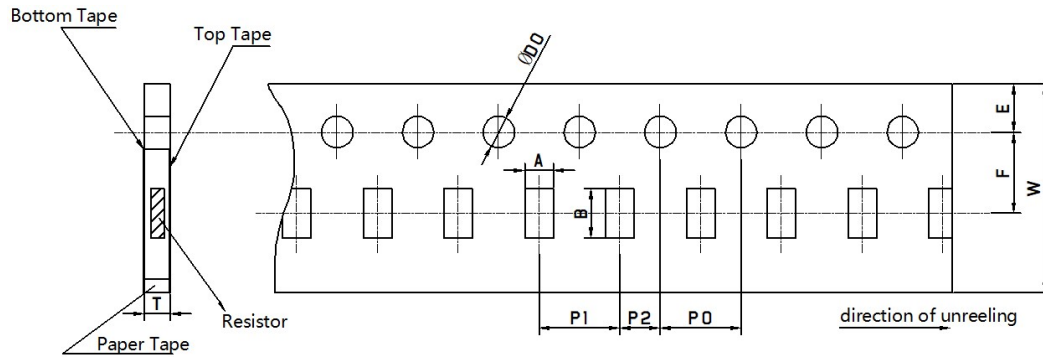 Bottom Tape
Top Tape
ØD0
E
A
F
W
B
T
Resistor
P1
P2
P0
direction of unreeling
Paper Tape